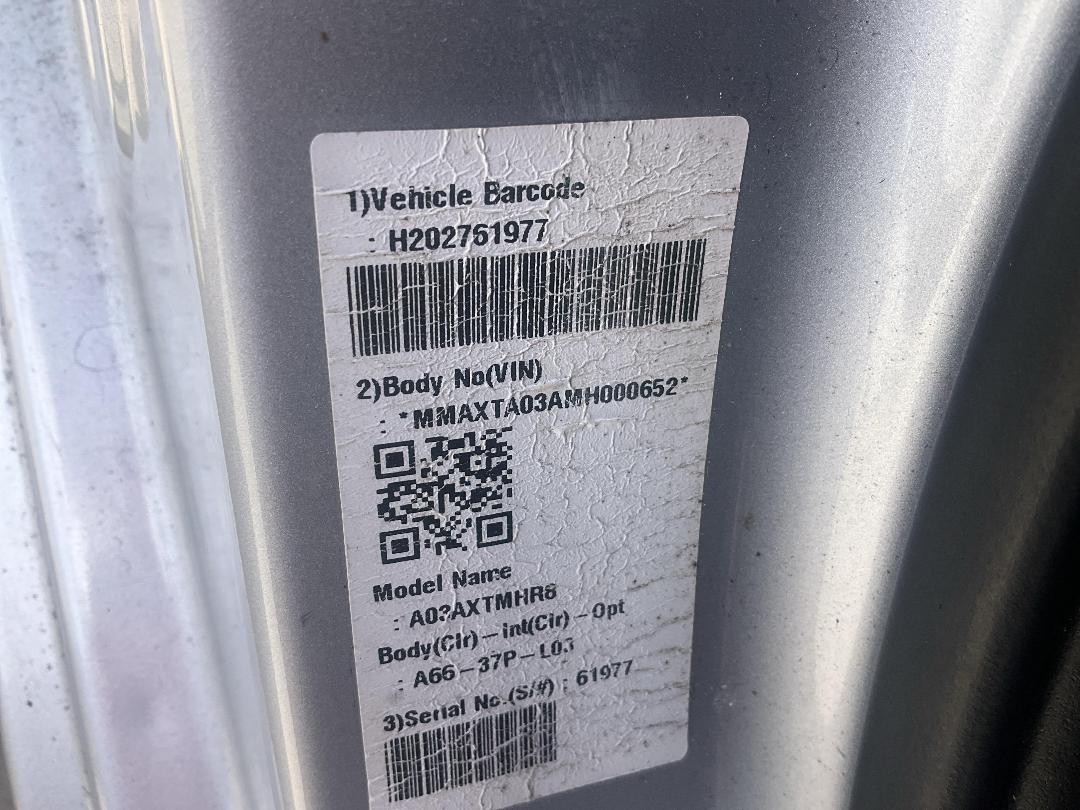 1)Vehicle Barcode
: H202761977
2)Body No(VIN)
: *MMAXTA03AMH000652*
Model Name
: A03AXTMHR8
Body(Clr)-int(Clr)-Opt
: A66-37P-L03
3)Serial No.(S/#) : 61977